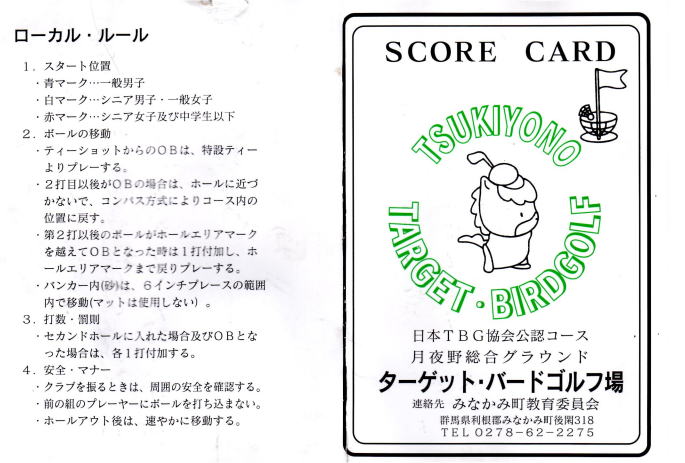 ローカル・ルール
1．スタート位置
・青マーク…一般男子
・白マーク…シニア男子・一般女子
・赤マーク…シニア女子及び中学生以下
2．ボールの移動
・ティーショットからのＯＢは、特設ティー
よりプレーする。
・２打目以後がＯＢの場合は、ホールに近づ
かないで、コンパス方式によりコース内の
位置に戻す。
・第２打以後のボールがホールエリアマーク
を越えてＯＢとなった時は１打付加し、ホ
ールエリアマークまで戻りプレーする。
・バンカー内(砂)は、６インチプレースの範囲
内で移動(マットは使用しない）。
3．打数・罰則
・セカンドホールに入れた場合及びＯＢとな
った場合は、各１打付加する。
4．安全・マナー
・クラブを振るときは、周囲の安全を確認する。
・前の組のプレーヤーにボールを打ち込まない。
・ホールアウト後は、速やかに移動する。
SCORE CARD
TSUKIYONO
TARGET・BIRDGOLF
日本ＴＢＧ協会公認コース
月夜野総合グラウンド
ターゲット・バードゴルフ場
連絡先 みなかみ町教育委員会
群馬県利根郡みなかみ町後閑318
ＴＥＬ０２７８－６２－２２７５